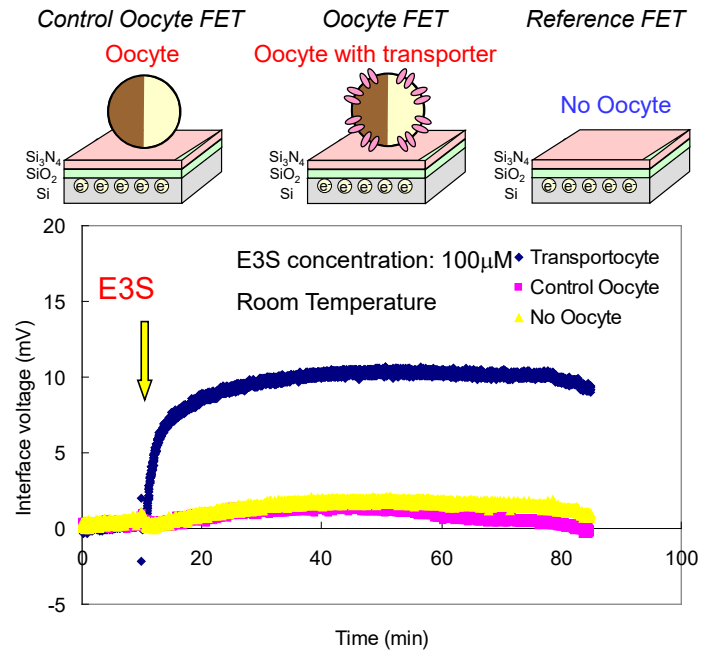 Control Oocyte FET
Oocyte FET
Reference FET
Oocyte
Oocyte with transporter
No Oocyte
Si₃N₄
SiO₂
Si
e⁻ e⁻ e⁻ e⁻ e⁻
Si₃N₄
SiO₂
Si
e⁻ e⁻ e⁻ e⁻ e⁻
Si₃N₄
SiO₂
Si
e⁻ e⁻ e⁻ e⁻ e⁻
E3S concentration: 100μM
Room Temperature
Transportocyte
Control Oocyte
No Oocyte
E3S
Interface voltage (mV)
20
15
10
5
0
-5
0
20
40
60
80
100
Time (min)